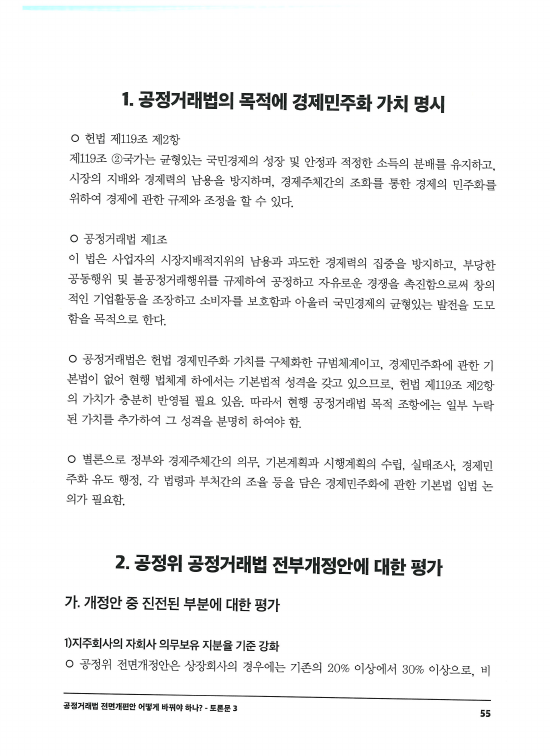 1. 공정거래법의 목적에 경제민주화 가치 명시
○ 헌법 제119조 제2항
제119조 ②국가는 균형있는 국민경제의 성장 및 안정과 적정한 소득의 분배를 유지하고,
시장의 지배와 경제력의 남용을 방지하며, 경제주체간의 조화를 통한 경제의 민주화를
위하여 경제에 관한 규제와 조정을 할 수 있다.
○ 공정거래법 제1조
이 법은 사업자의 시장지배적지위의 남용과 과도한 경제력의 집중을 방지하고, 부당한
공동행위 및 불공정거래행위를 규제하여 공정하고 자유로운 경쟁을 촉진함으로써 창의
적인 기업활동을 조장하고 소비자를 보호함과 아울러 국민경제의 균형있는 발전을 도모
함을 목적으로 한다.
○ 공정거래법은 헌법 경제민주화 가치를 구체화한 규범체계이고, 경제민주화에 관한 기
본법이 없어 현행 법체계 하에서는 기본법적 성격을 갖고 있으므로, 헌법 제119조 제2항
의 가치가 충분히 반영될 필요 있음. 따라서 현행 공정거래법 목적 조항에는 일부 누락
된 가치를 추가하여 그 성격을 분명히 하여야 함.
○ 별론으로 정부와 경제주체간의 의무, 기본계획과 시행계획의 수립, 실태조사, 경제민
주화 유도 행정, 각 법령과 부처간의 조율 등을 담은 경제민주화에 관한 기본법 입법 논
의가 필요함.
2. 공정위 공정거래법 전부개정안에 대한 평가
가. 개정안 중 진전된 부분에 대한 평가
1)지주회사의 자회사 의무보유 지분율 기준 강화
○ 공정위 전면개정안은 상장회사의 경우에는 기존의 20% 이상에서 30% 이상으로, 비
공정거래법 전면개편안 어떻게 바꿔야 하나? - 토론문 3
55